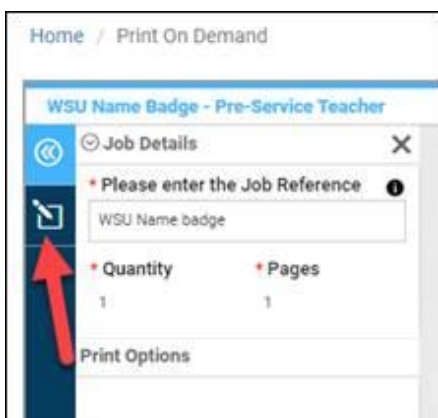 Home / Print On Demand
WSU Name Badge - Pre-Service Teacher
Job Details
* Please enter the Job Reference
WSU Name badge
* Quantity * Pages
1 1
Print Options